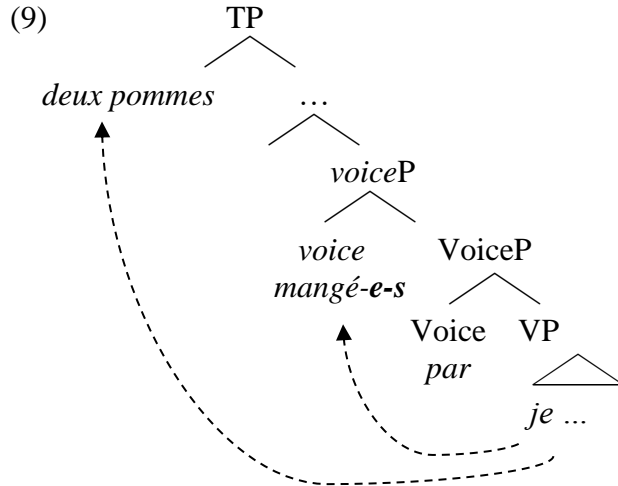 (9)
TP
deux pommes …
voiceP
voice VoiceP
mangé-e-s
Voice VP
par
je …